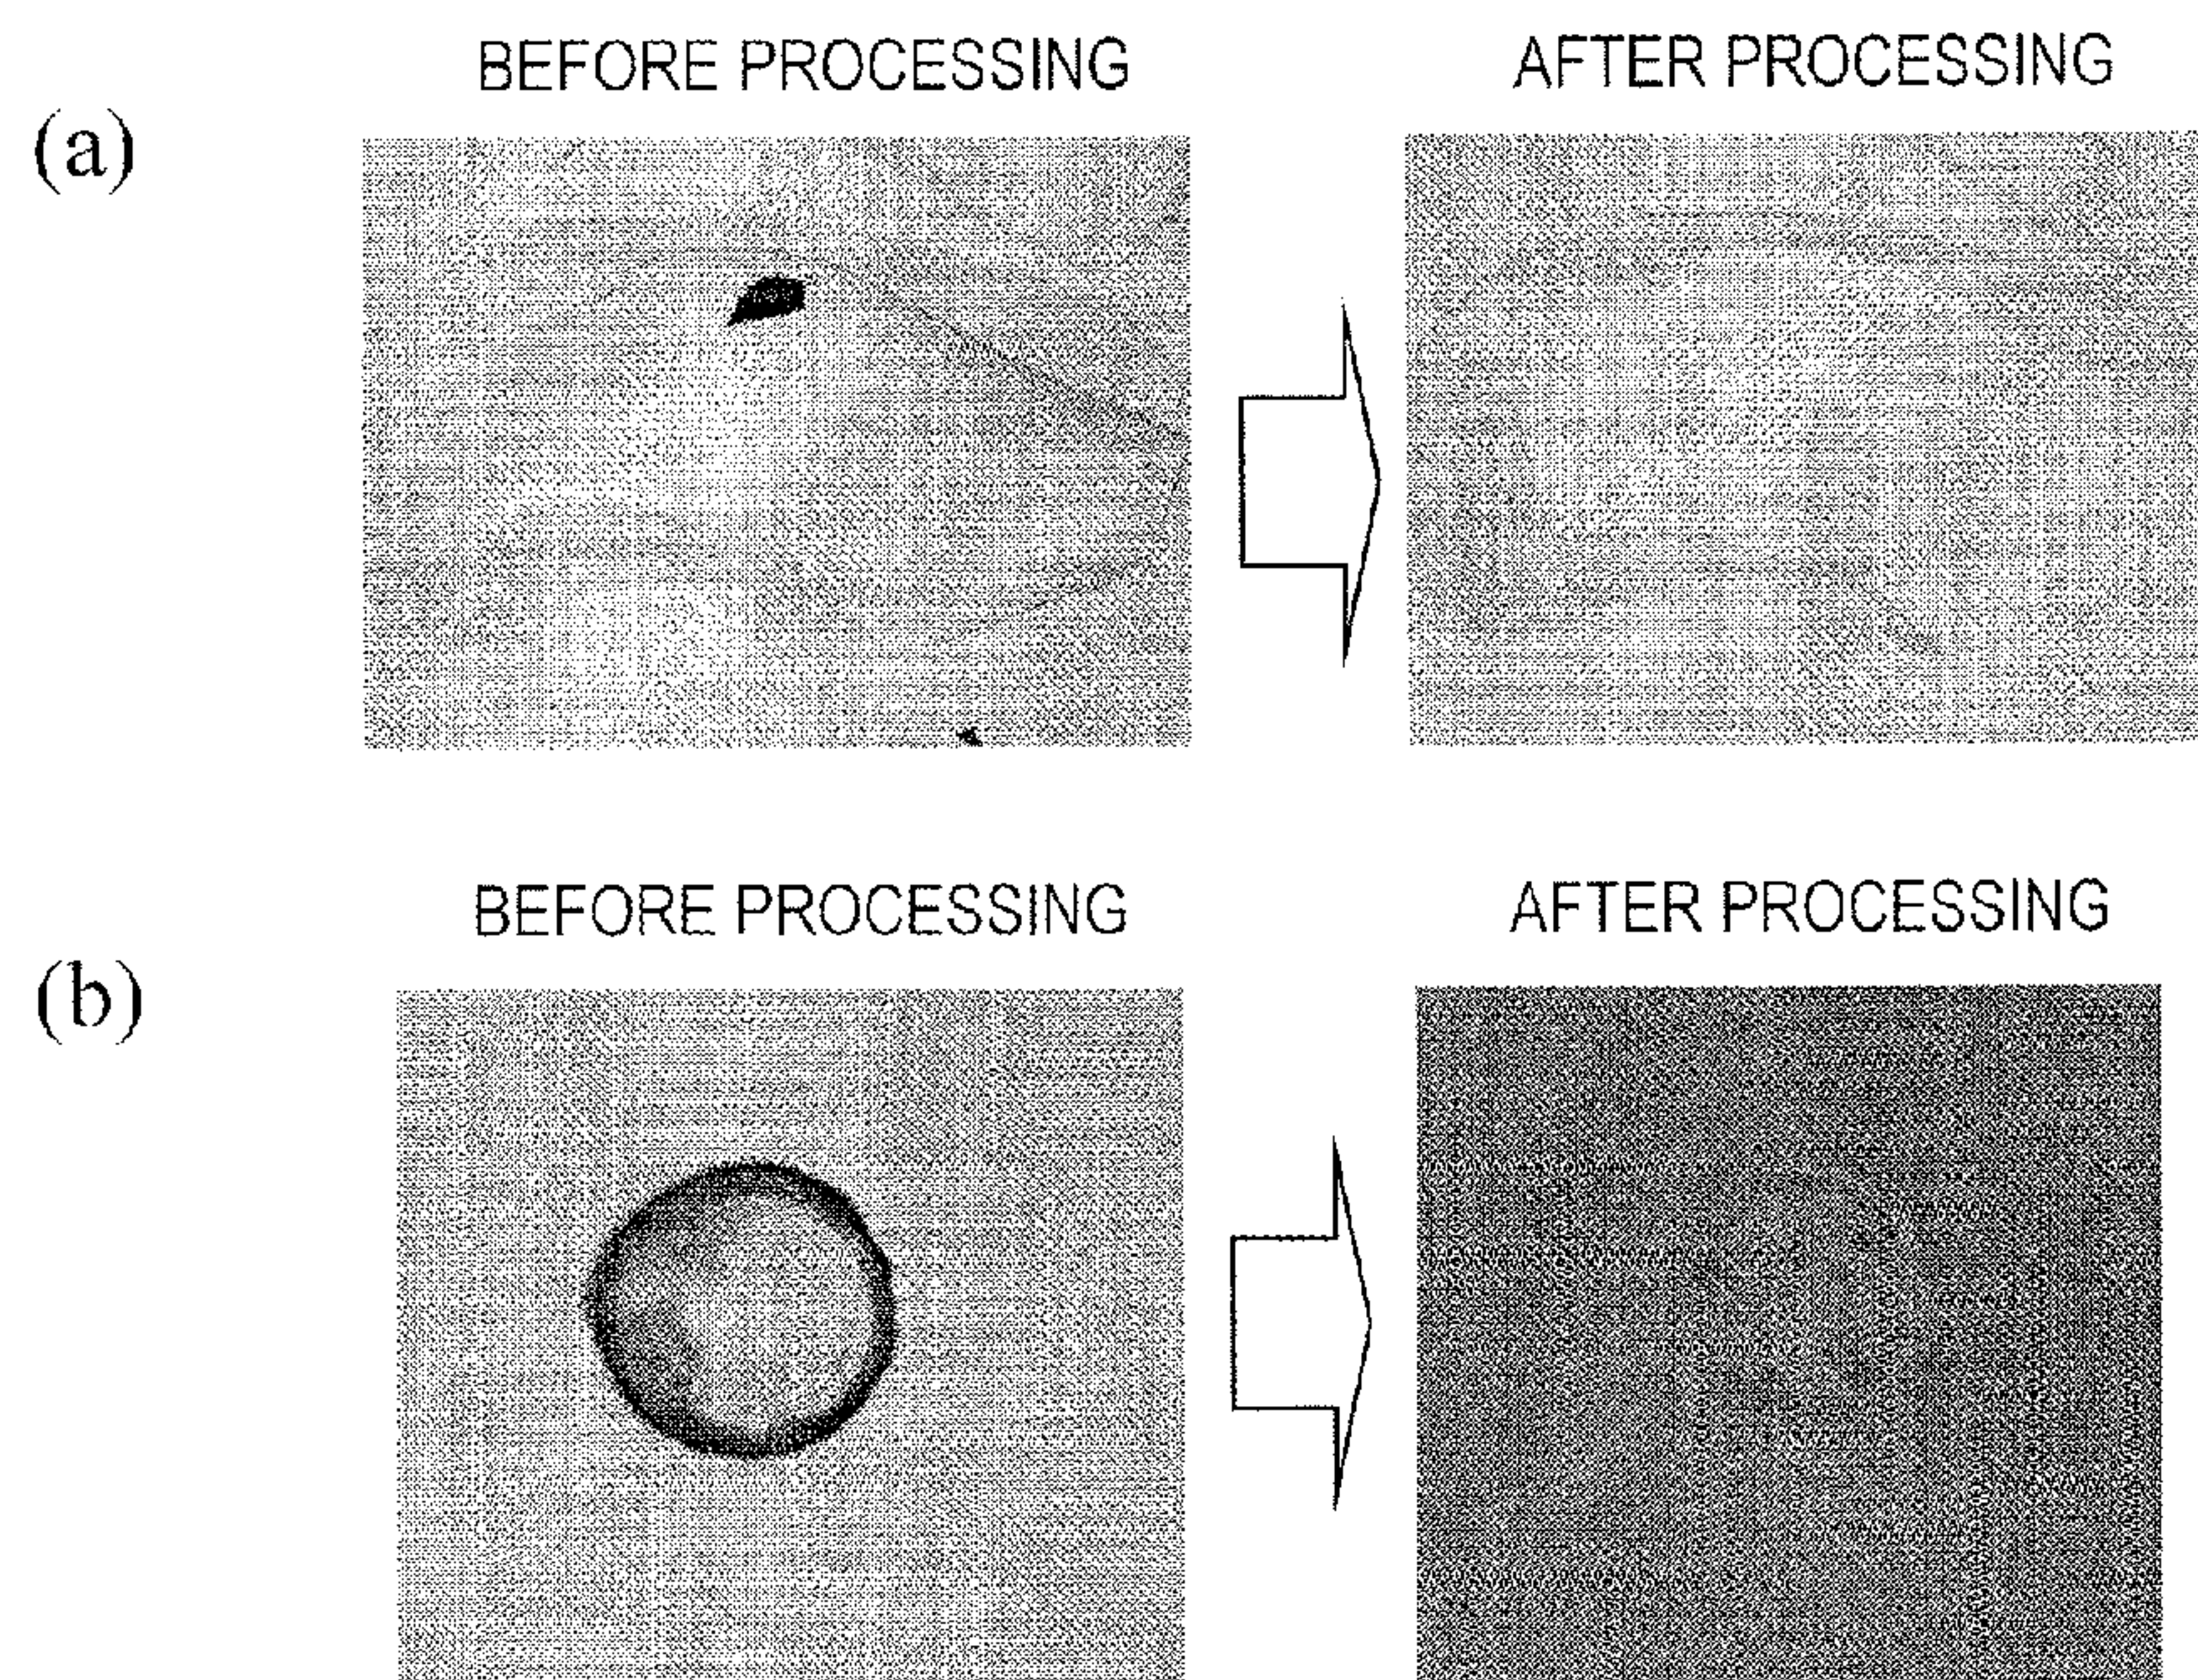 BEFORE PROCESSING AFTER PROCESSING
(a)
BEFORE PROCESSING AFTER PROCESSING
(b)